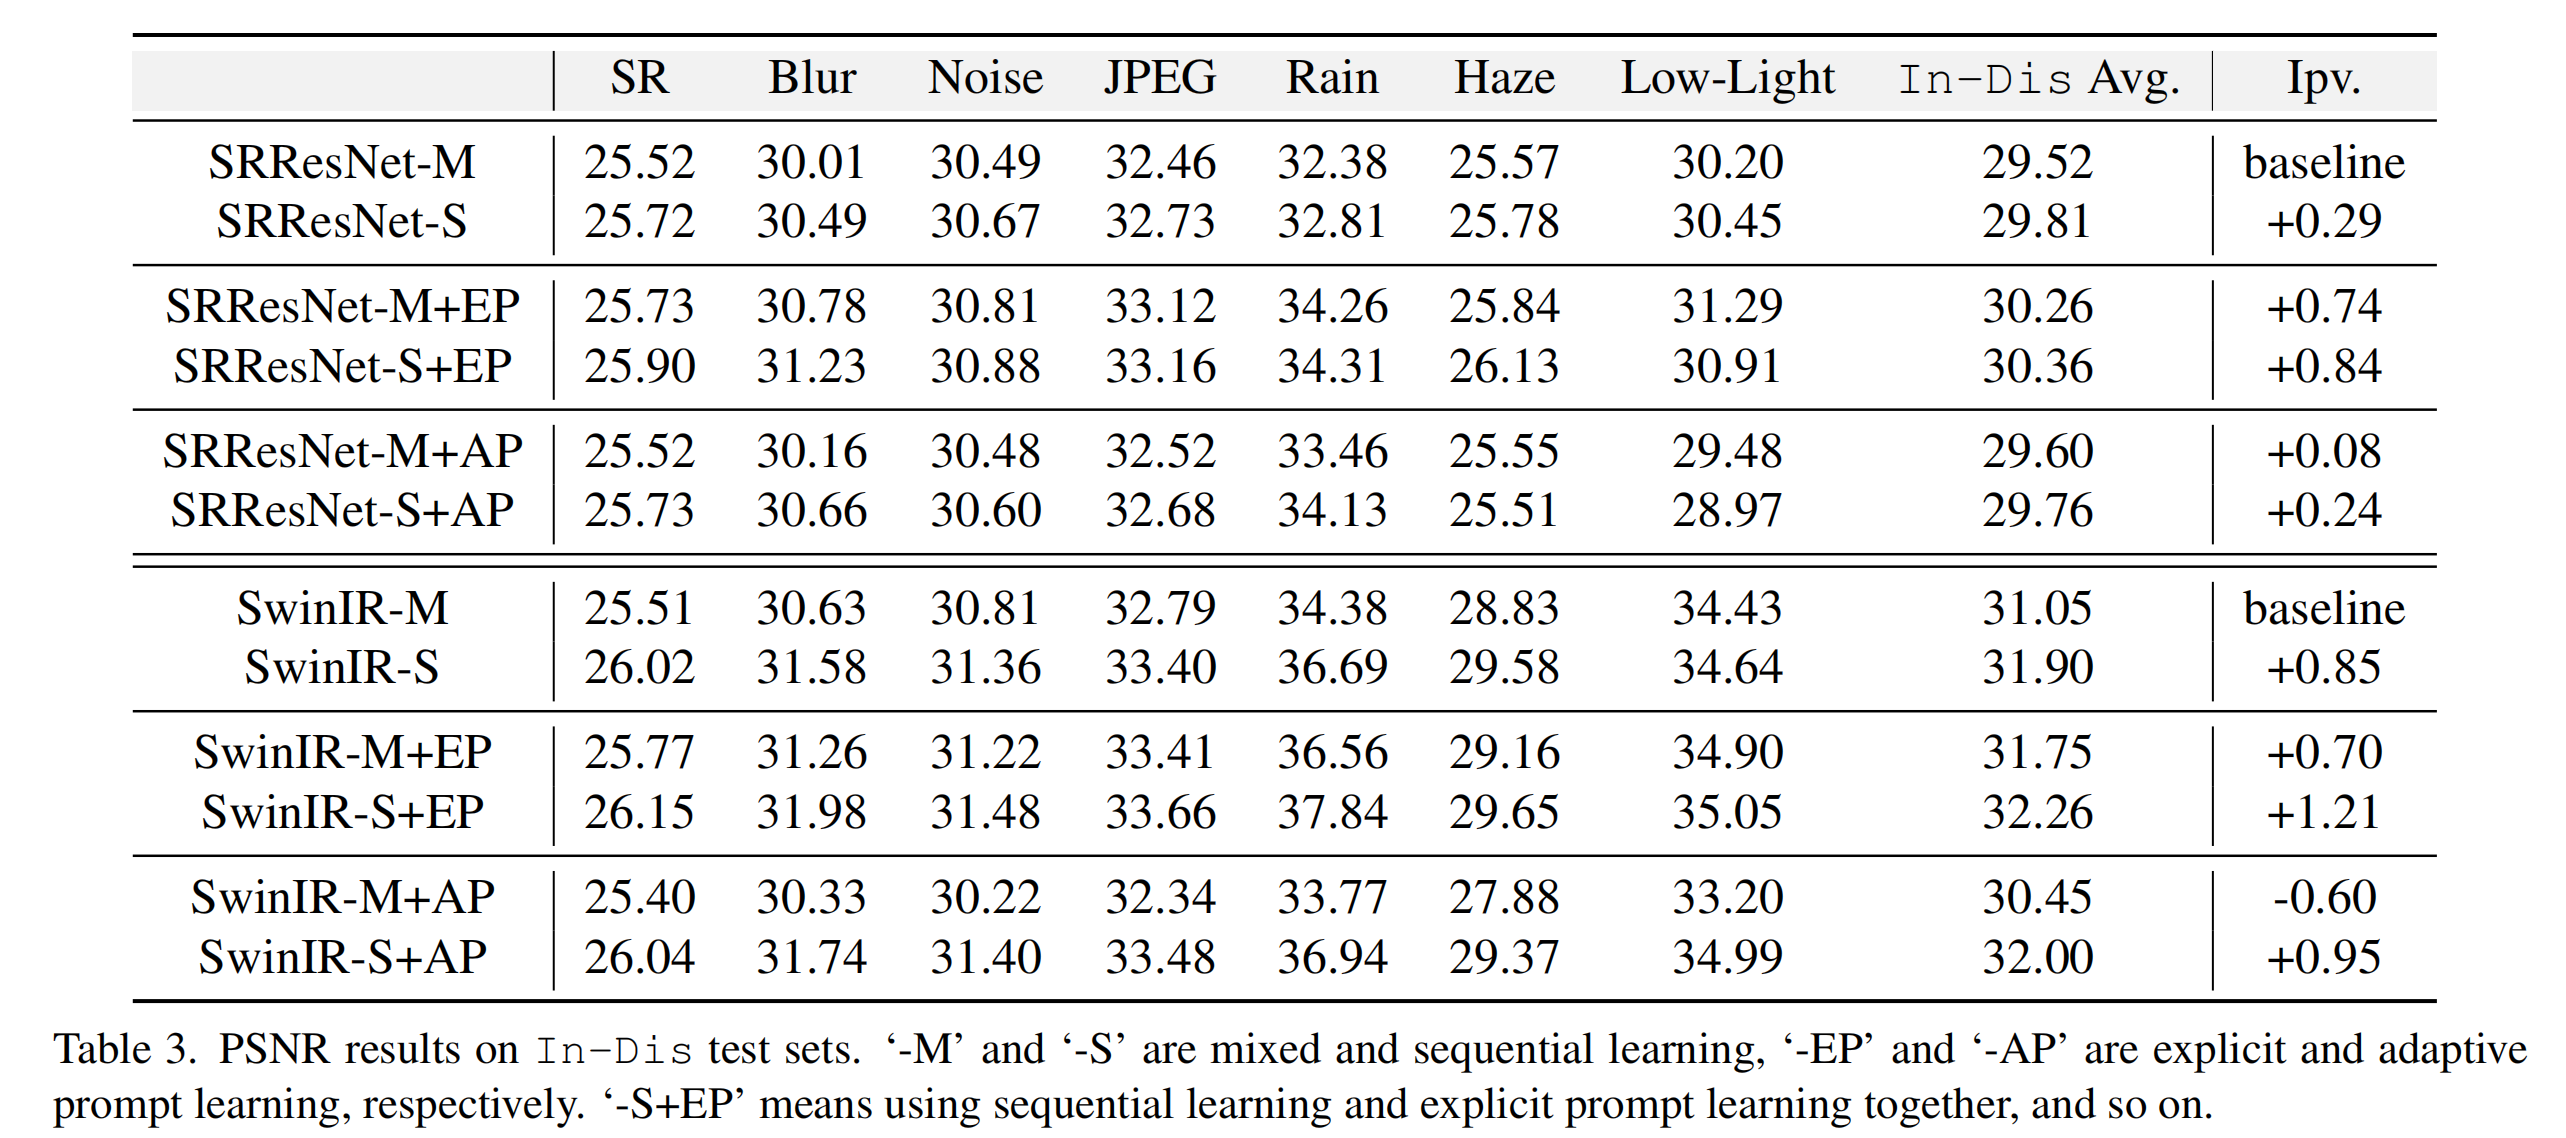 SR Blur Noise JPEG Rain Haze Low-Light In-Dis Avg. Ipv.
SRResNet-M 25.52 30.01 30.49 32.46 32.38 25.57 30.20 29.52 baseline
SRResNet-S 25.72 30.49 30.67 32.73 32.81 25.78 30.45 29.81 +0.29
SRResNet-M+EP 25.73 30.78 30.81 33.12 34.26 25.84 31.29 30.26 +0.74
SRResNet-S+EP 25.90 31.23 30.88 33.16 34.31 26.13 30.91 30.36 +0.84
SRResNet-M+AP 25.52 30.16 30.48 32.52 33.46 25.55 29.48 29.60 +0.08
SRResNet-S+AP 25.73 30.66 30.60 32.68 34.13 25.51 28.97 29.76 +0.24
SwinIR-M 25.51 30.63 30.81 32.79 34.38 28.83 34.43 31.05 baseline
SwinIR-S 26.02 31.58 31.36 33.40 36.69 29.58 34.64 31.90 +0.85
SwinIR-M+EP 25.77 31.26 31.22 33.41 36.56 29.16 34.90 31.75 +0.70
SwinIR-S+EP 26.15 31.98 31.48 33.66 37.84 29.65 35.05 32.26 +1.21
SwinIR-M+AP 25.40 30.33 30.22 32.34 33.77 27.88 33.20 30.45 -0.60
SwinIR-S+AP 26.04 31.74 31.40 33.48 36.94 29.37 34.99 32.00 +0.95
Table 3. PSNR results on In-Dis test sets. ‘-M’ and ‘-S’ are mixed and sequential learning, ‘-EP’ and ‘-AP’ are explicit and adaptive
prompt learning, respectively. ‘-S+EP’ means using sequential learning and explicit prompt learning together, and so on.